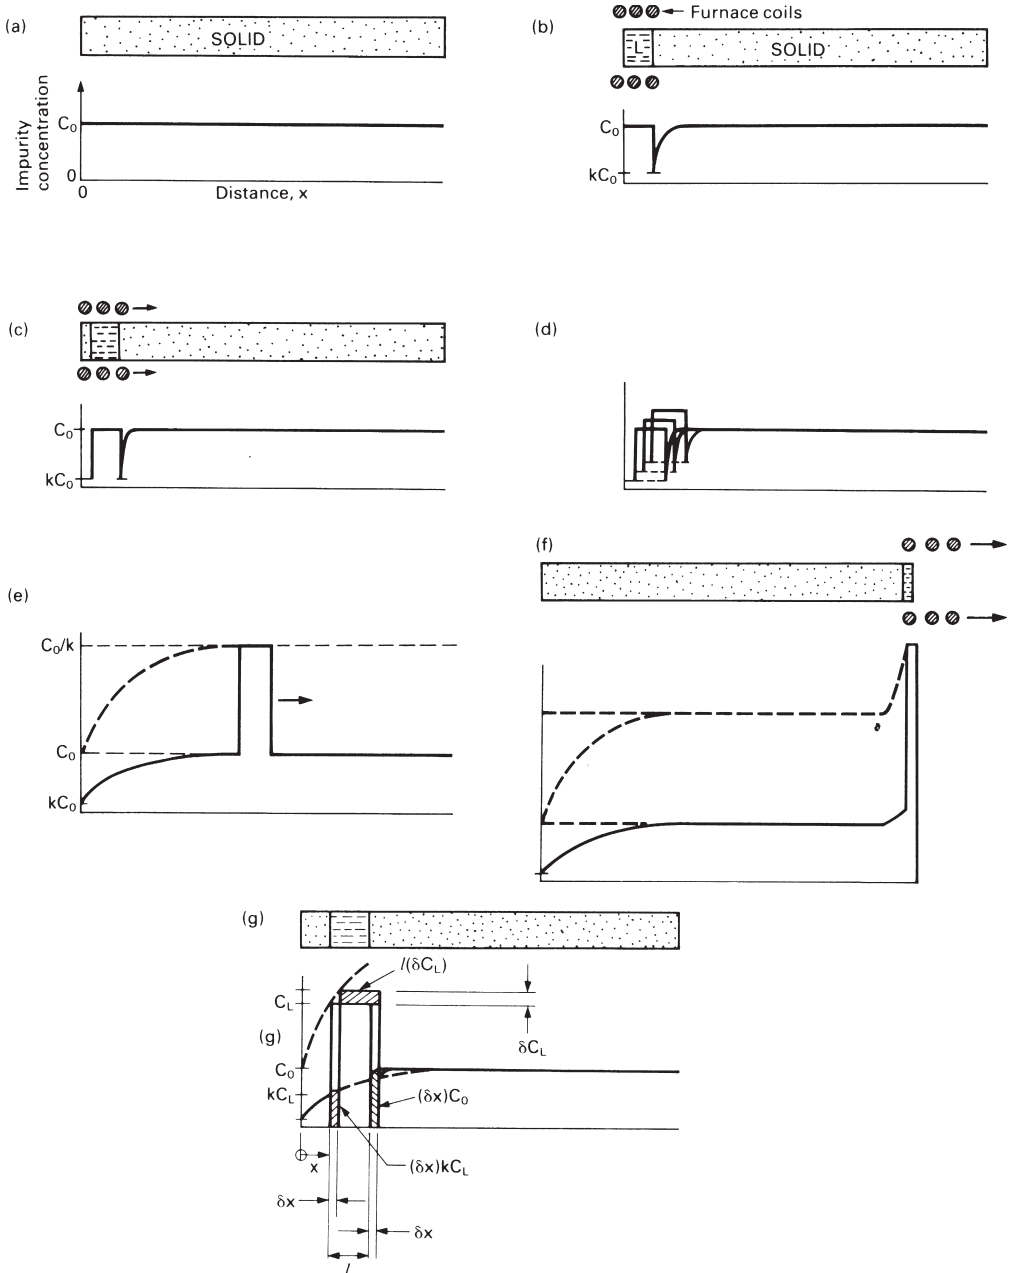 (a)
SOLID
Impurity
concentration
C₀
0
0
Distance, x
(b)
Furnace coils
L
SOLID
C₀
kC₀
(c)
C₀
kC₀
(d)
(e)
C₀/k
C₀
kC₀
(f)
(g)
l(δC_L)
C_L
(g)
δC_L
C₀
kC_L
(δx)C₀
x
(δx)kC_L
δx
δx
l